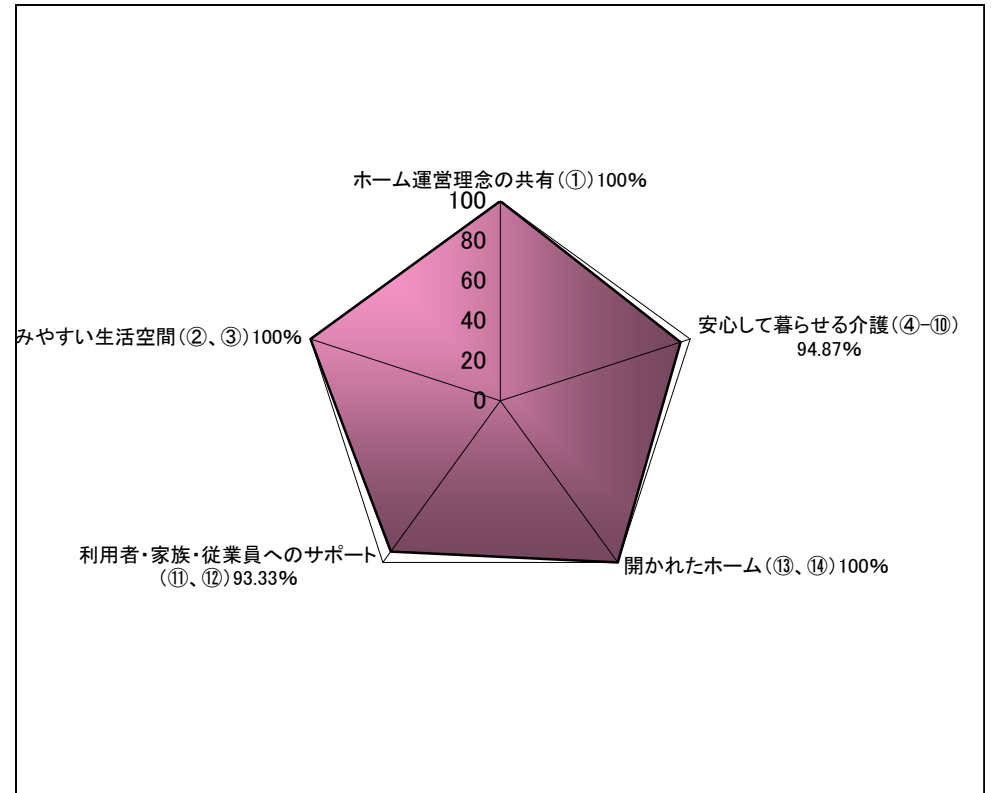 ホーム運営理念の共有(①)100%
100
80
60
40
20
0
安心して暮らせる介護(④-⑩)
94.87%
開かれたホーム(⑬、⑭)100%
利用者・家族・従業員へのサポート
(⑪、⑫)93.33%
みやすい生活空間(②、③)100%